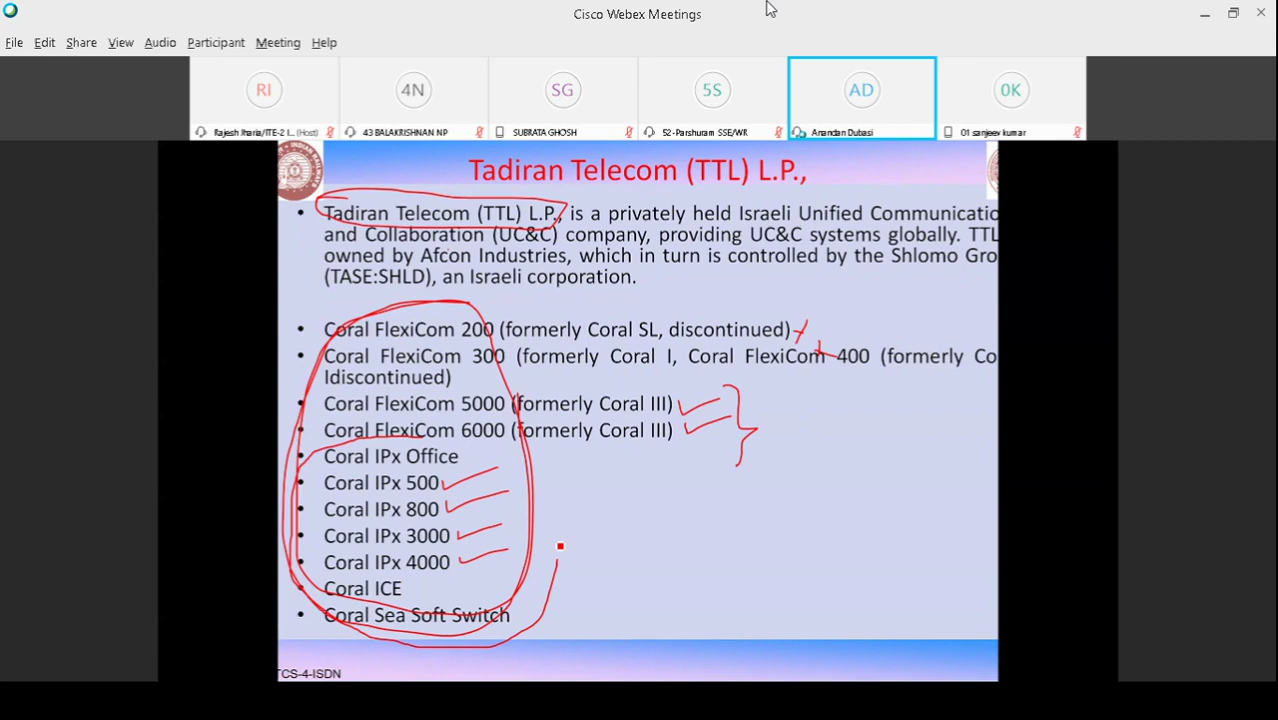 Cisco Webex Meetings
File Edit Share View Audio Participant Meeting Help
RI 4N SG 5S AD 0K
Rajesh Jharia/ITE-2 I... (Host) 43 BALAKRISHNAN NP SUBRATA GHOSH 52-Parshuram SSE/WR Anandan Dubasi 01 sanjeev kumar
INDIAN
Tadiran Telecom (TTL) L.P.,
• Tadiran Telecom (TTL) L.P., is a privately held Israeli Unified Communicatio
and Collaboration (UC&C) company, providing UC&C systems globally. TTL
owned by Afcon Industries, which in turn is controlled by the Shlomo Gro
(TASE:SHLD), an Israeli corporation.
• Coral FlexiCom 200 (formerly Coral SL, discontinued)
• Coral FlexiCom 300 (formerly Coral I, Coral FlexiCom 400 (formerly Co
Idiscontinued)
• Coral FlexiCom 5000 (formerly Coral III)
• Coral FlexiCom 6000 (formerly Coral III)
• Coral IPx Office
• Coral IPx 500
• Coral IPx 800
• Coral IPx 3000
• Coral IPx 4000
• Coral ICE
• Coral Sea Soft Switch
TCS-4-ISDN